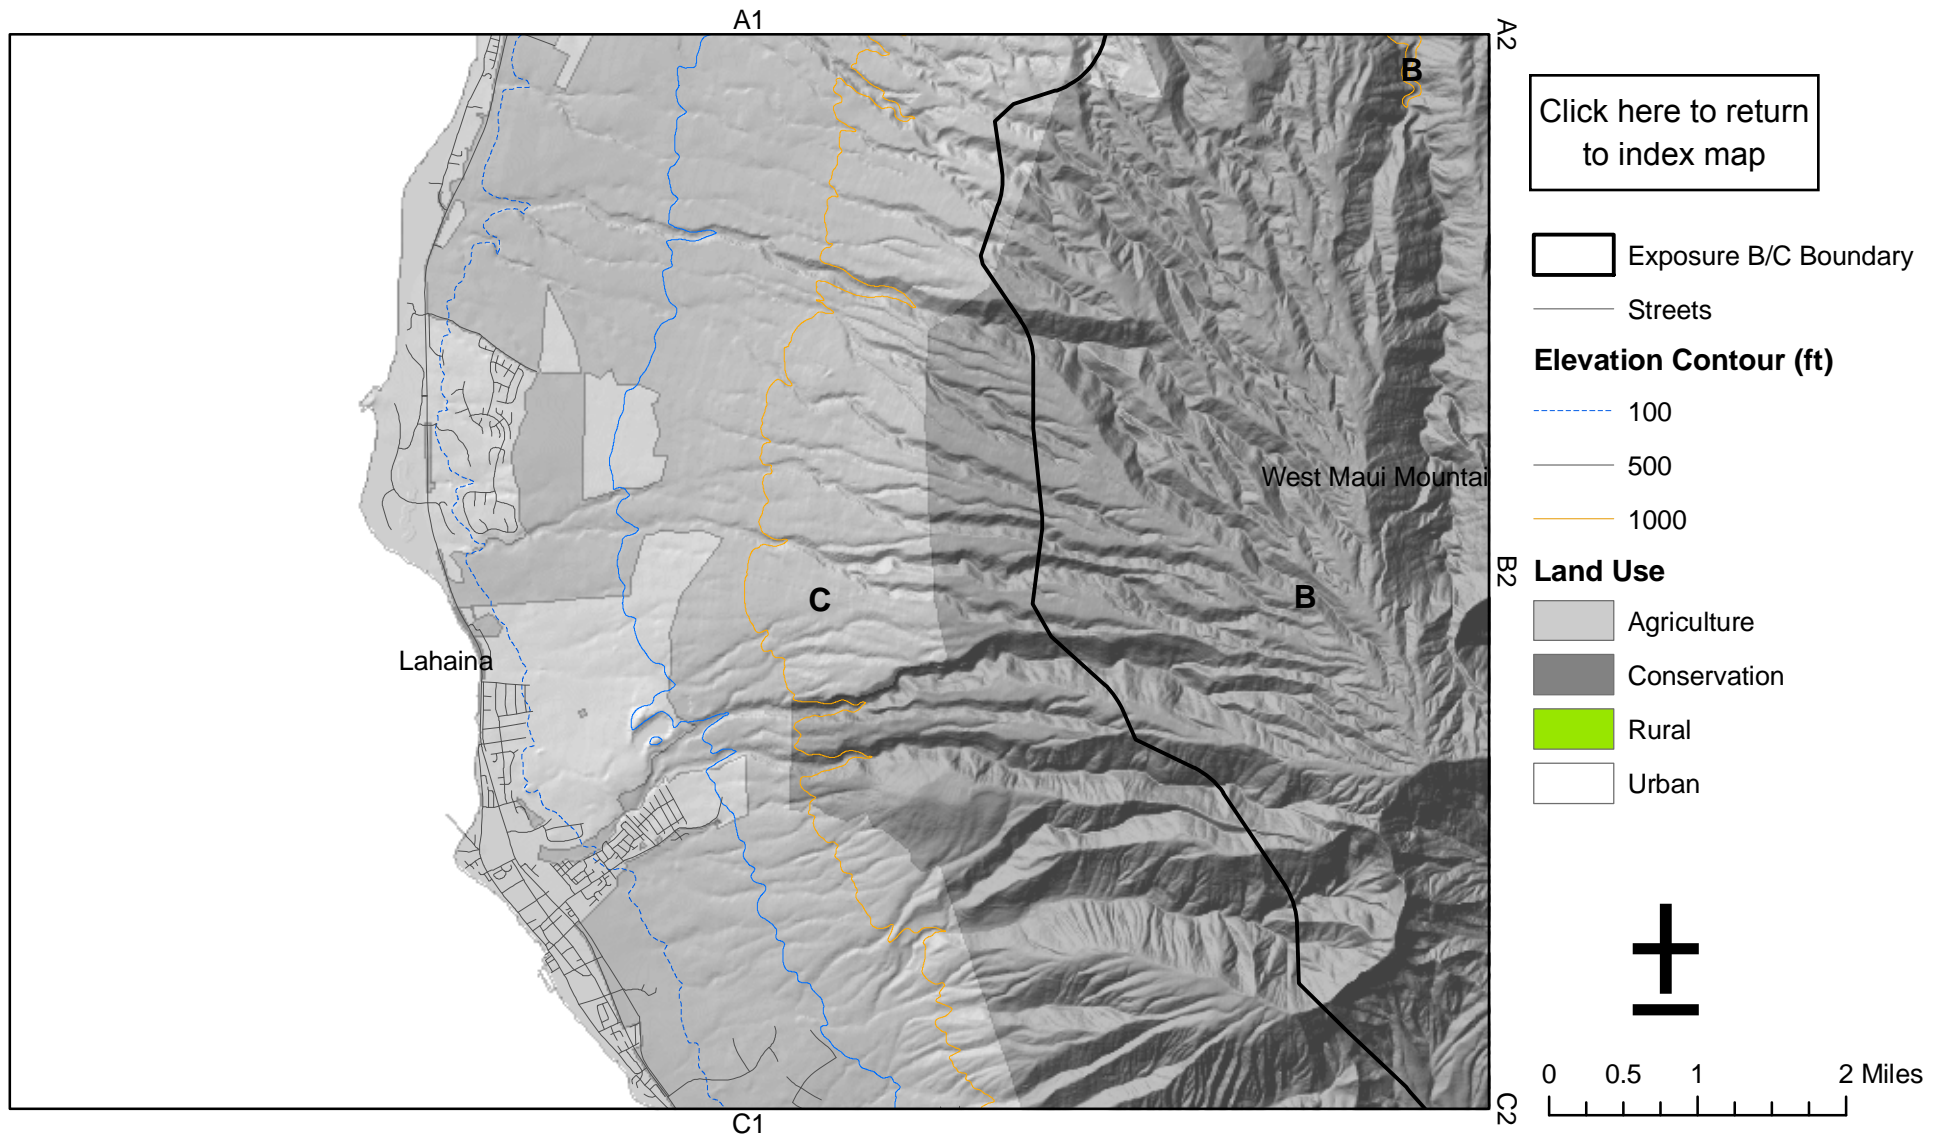 A1
A2
B
Click here to return
to index map
Exposure B/C Boundary
Streets
Elevation Contour (ft)
100
500
1000
West Maui Mountai
B2
Land Use
C
B
Agriculture
Lahaina
Conservation
Rural
Urban
0 0.5 1 2 Miles
C1
C2